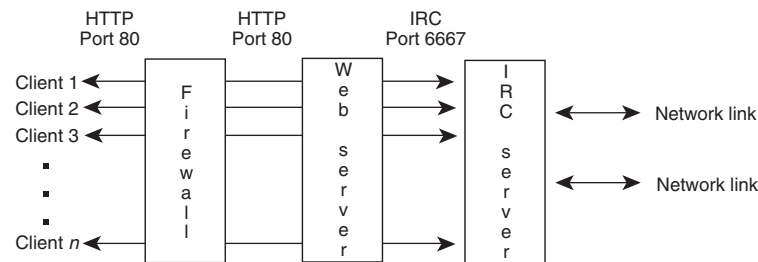 HTTP
Port 80
HTTP
Port 80
IRC
Port 6667
Client 1
Client 2
Client 3
Client n
Firewall
Web server
IRC server
Network link
Network link